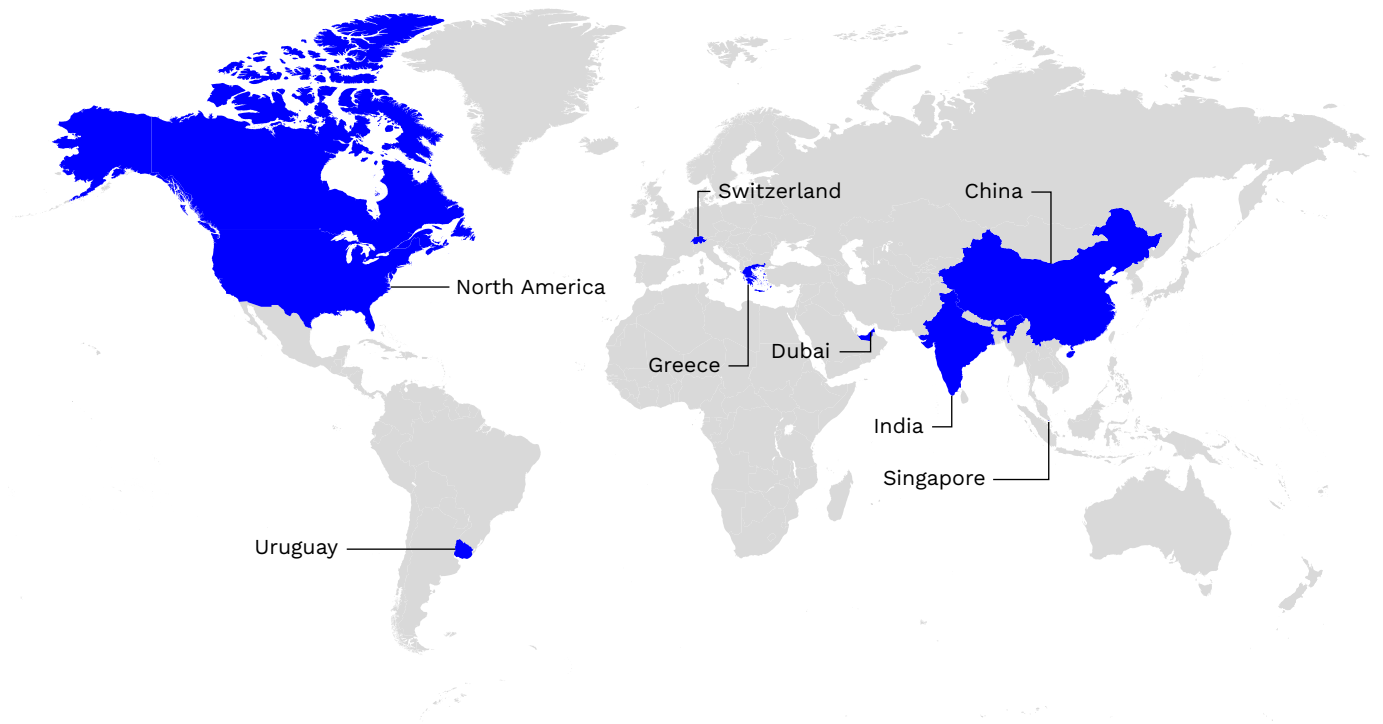 Switzerland
China
North America
Greece
Dubai
India
Singapore
Uruguay